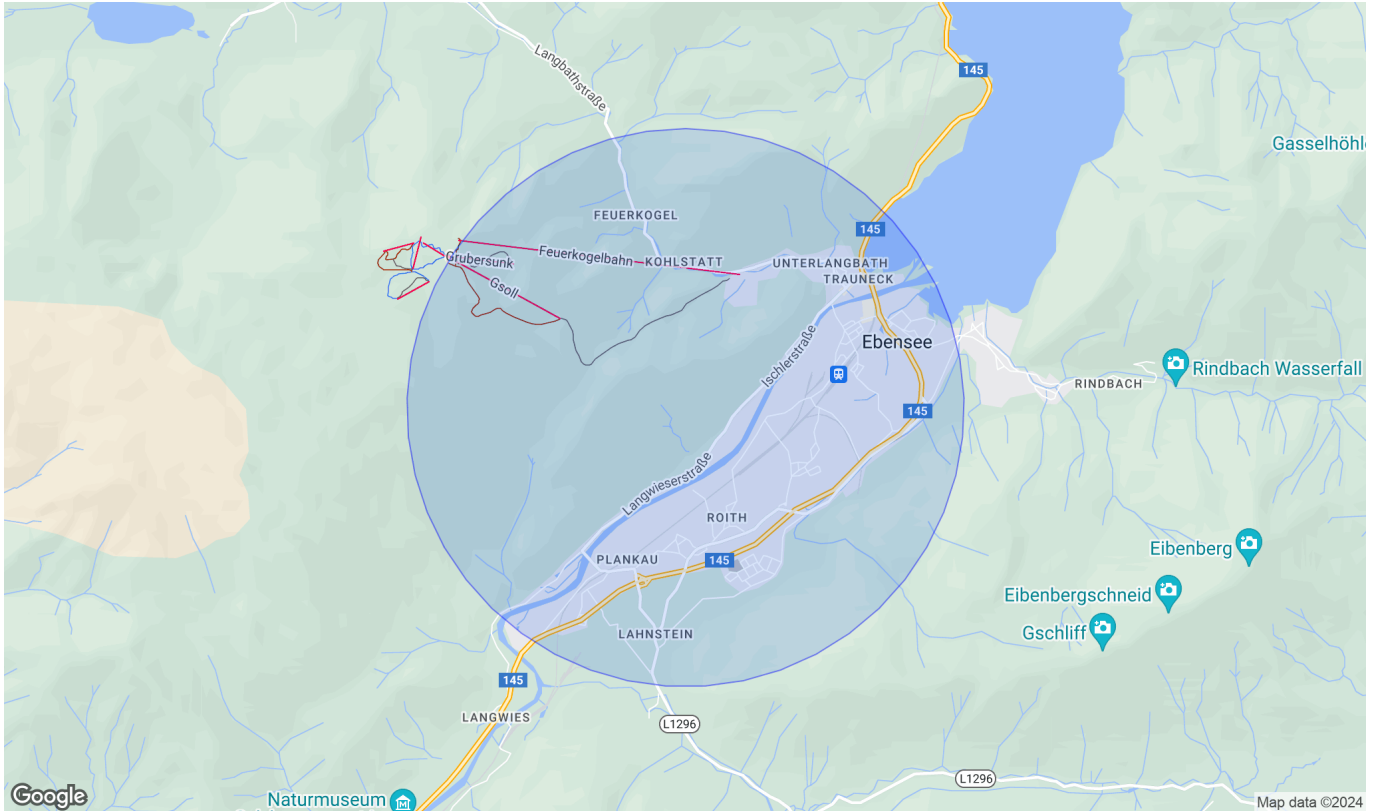 Langbathstraße
145
Gasselhöhl
FEUERKOGEL
145
Feuerkogelbahn
KOHLSTATT
Grubersunk
UNTERLANGBATH
TRAUNECK
Gsoll
Ischlerstraße
Ebensee
Rindbach Wasserfall
RINDBACH
145
Langwieserstraße
ROITH
Eibenberg
PLANKAU
145
Eibenbergschneid
Gschliff
LAHNSTEIN
145
LANGWIES
L1296
L1296
Naturmuseum
Google
Map data ©2024